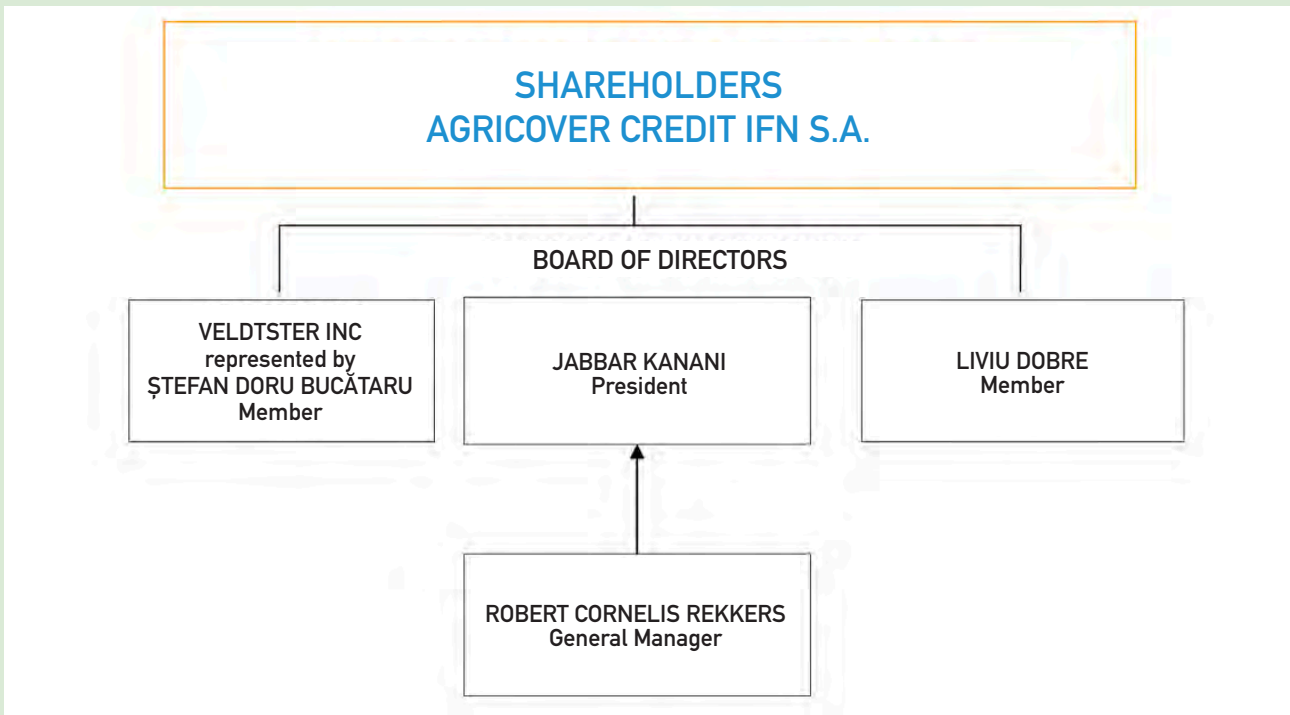 SHAREHOLDERS
AGRICOVER CREDIT IFN S.A.
BOARD OF DIRECTORS
VELDTSTER INC
represented by
ȘTEFAN DORU BUCĂTARU
Member
JABBAR KANANI
President
LIVIU DOBRE
Member
ROBERT CORNELIS REKKERS
General Manager